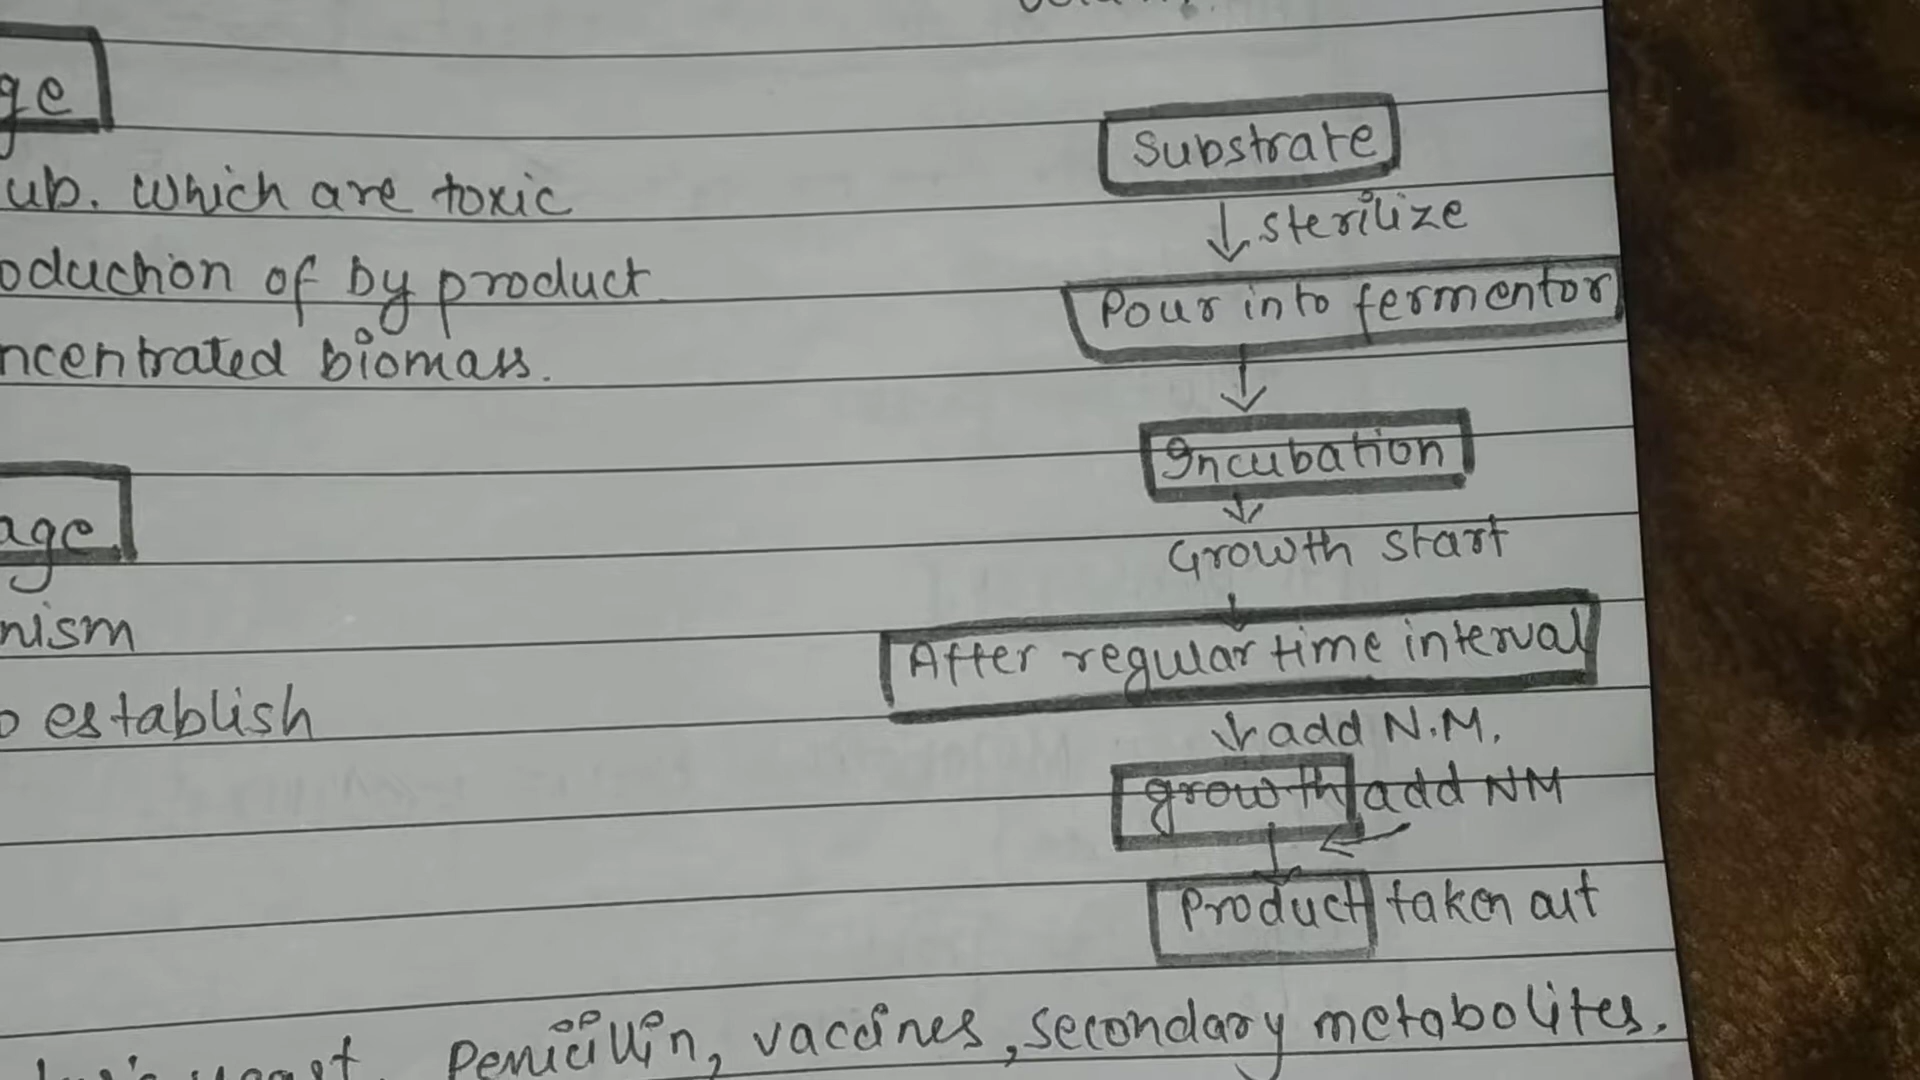 ge
Substrate
ub. which are toxic
↓ sterilize
oduction of by product
Pour into fermentor
ncentrated biomass.
Incubation
Growth start
age
nism
After regular time interval
o establish
add N.M.
growth add NM
Product taken out
yeast, Penicillin, vaccines, secondary metabolites.